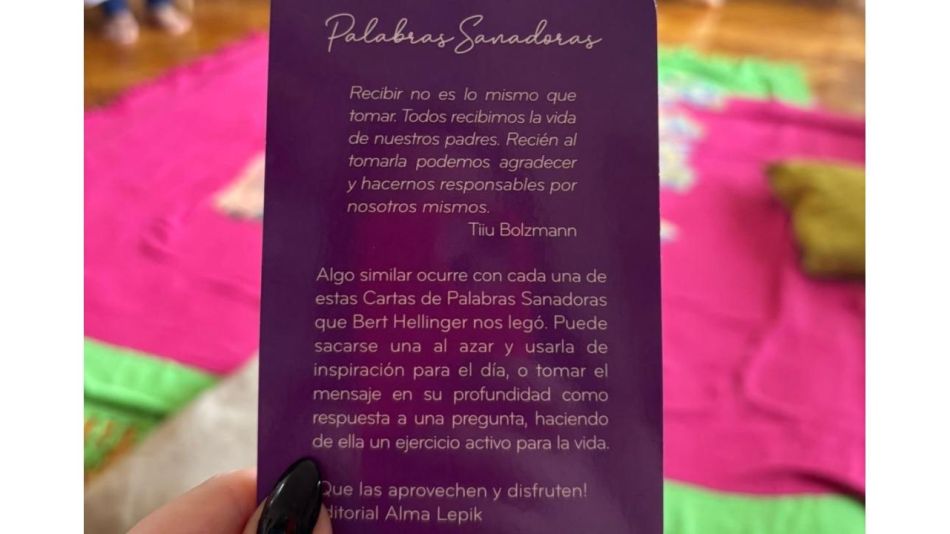 Palabras Sanadoras
Recibir no es lo mismo que
tomar. Todos recibimos la vida
de nuestros padres. Recién al
tomarla podemos agradecer
y hacernos responsables por
nosotros mismos.
Tiiu Bolzmann
Algo similar ocurre con cada una de
estas Cartas de Palabras Sanadoras
que Bert Hellinger nos legó. Puede
sacarse una al azar y usarla de
inspiración para el día, o tomar el
mensaje en su profundidad como
respuesta a una pregunta, haciendo
de ella un ejercicio activo para la vida.
Que las aprovechen y disfruten!
ditorial Alma Lepik